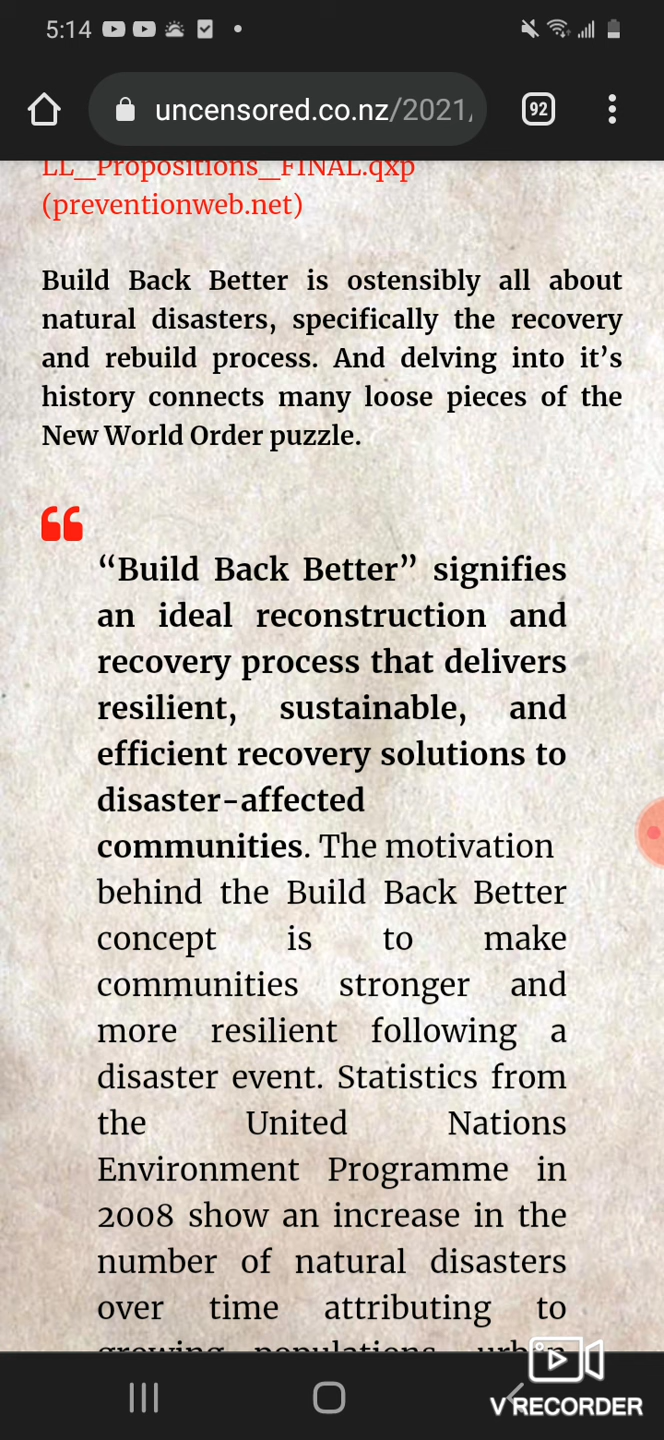 5:14
uncensored.co.nz/2021/
92
LL_Propositions_FINAL.qxp
(preventionweb.net)
Build Back Better is ostensibly all about
natural disasters, specifically the recovery
and rebuild process. And delving into it’s
history connects many loose pieces of the
New World Order puzzle.
“Build Back Better” signifies
an ideal reconstruction and
recovery process that delivers
resilient, sustainable, and
efficient recovery solutions to
disaster-affected
communities. The motivation
behind the Build Back Better
concept is to make
communities stronger and
more resilient following a
disaster event. Statistics from
the United Nations
Environment Programme in
2008 show an increase in the
number of natural disasters
over time attributing to
growing populations, urban
V RECORDER